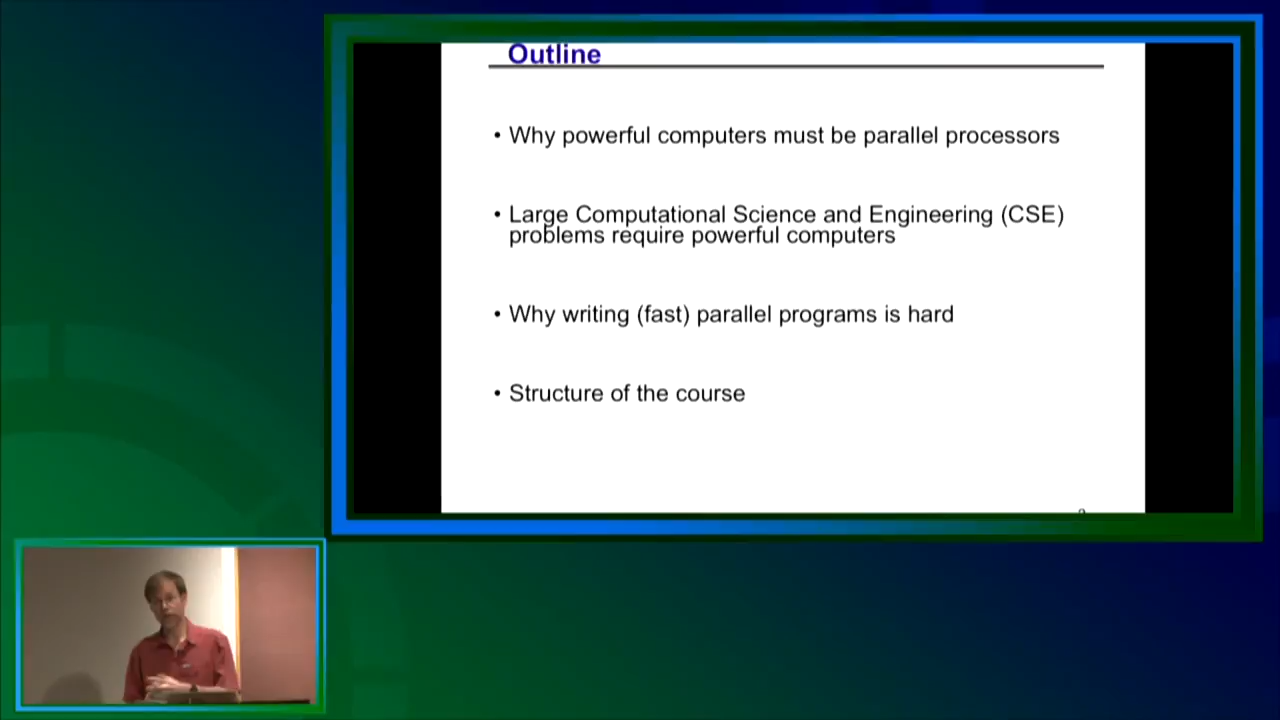 Outline
• Why powerful computers must be parallel processors
• Large Computational Science and Engineering (CSE)
problems require powerful computers
• Why writing (fast) parallel programs is hard
• Structure of the course